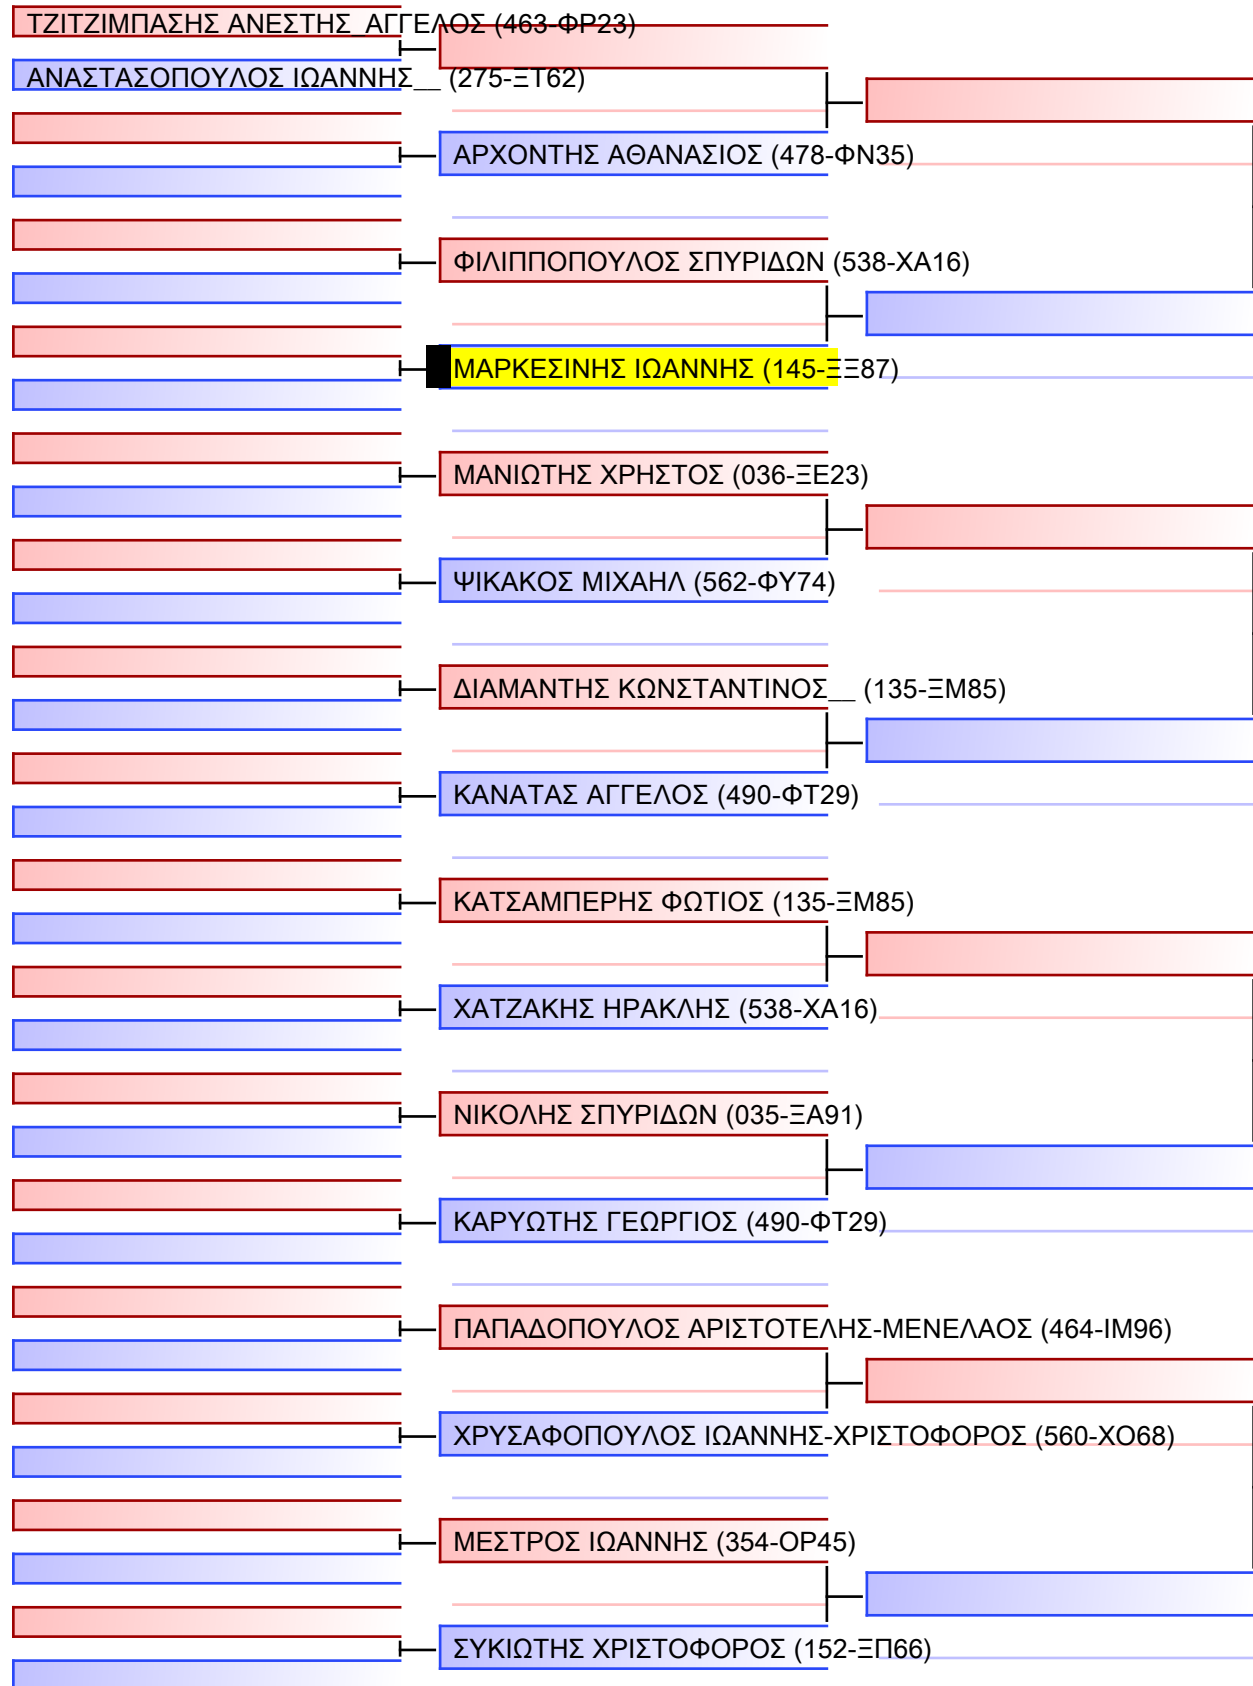 ΤΖΙΤΖΙΜΠΑΣΗΣ ΑΝΕΣΤΗΣ_ΑΓΓΕΛΟΣ (463-ΦΡ23)
ΑΝΑΣΤΑΣΟΠΟΥΛΟΣ ΙΩΑΝΝΗΣ__ (275-ΞΤ62)
ΑΡΧΟΝΤΗΣ ΑΘΑΝΑΣΙΟΣ (478-ΦΝ35)
ΦΙΛΙΠΠΟΠΟΥΛΟΣ ΣΠΥΡΙΔΩΝ (538-ΧΑ16)
ΜΑΡΚΕΣΙΝΗΣ ΙΩΑΝΝΗΣ (145-ΞΞ87)
ΜΑΝΙΩΤΗΣ ΧΡΗΣΤΟΣ (036-ΞΕ23)
ΨΙΚΑΚΟΣ ΜΙΧΑΗΛ (562-ΦΥ74)
ΔΙΑΜΑΝΤΗΣ ΚΩΝΣΤΑΝΤΙΝΟΣ__ (135-ΞΜ85)
ΚΑΝΑΤΑΣ ΑΓΓΕΛΟΣ (490-ΦΤ29)
ΚΑΤΣΑΜΠΕΡΗΣ ΦΩΤΙΟΣ (135-ΞΜ85)
ΧΑΤΖΑΚΗΣ ΗΡΑΚΛΗΣ (538-ΧΑ16)
ΝΙΚΟΛΗΣ ΣΠΥΡΙΔΩΝ (035-ΞΑ91)
ΚΑΡΥΩΤΗΣ ΓΕΩΡΓΙΟΣ (490-ΦΤ29)
ΠΑΠΑΔΟΠΟΥΛΟΣ ΑΡΙΣΤΟΤΕΛΗΣ-ΜΕΝΕΛΑΟΣ (464-ΙΜ96)
ΧΡΥΣΑΦΟΠΟΥΛΟΣ ΙΩΑΝΝΗΣ-ΧΡΙΣΤΟΦΟΡΟΣ (560-ΧΟ68)
ΜΕΣΤΡΟΣ ΙΩΑΝΝΗΣ (354-ΟΡ45)
ΣΥΚΙΩΤΗΣ ΧΡΙΣΤΟΦΟΡΟΣ (152-ΞΠ66)